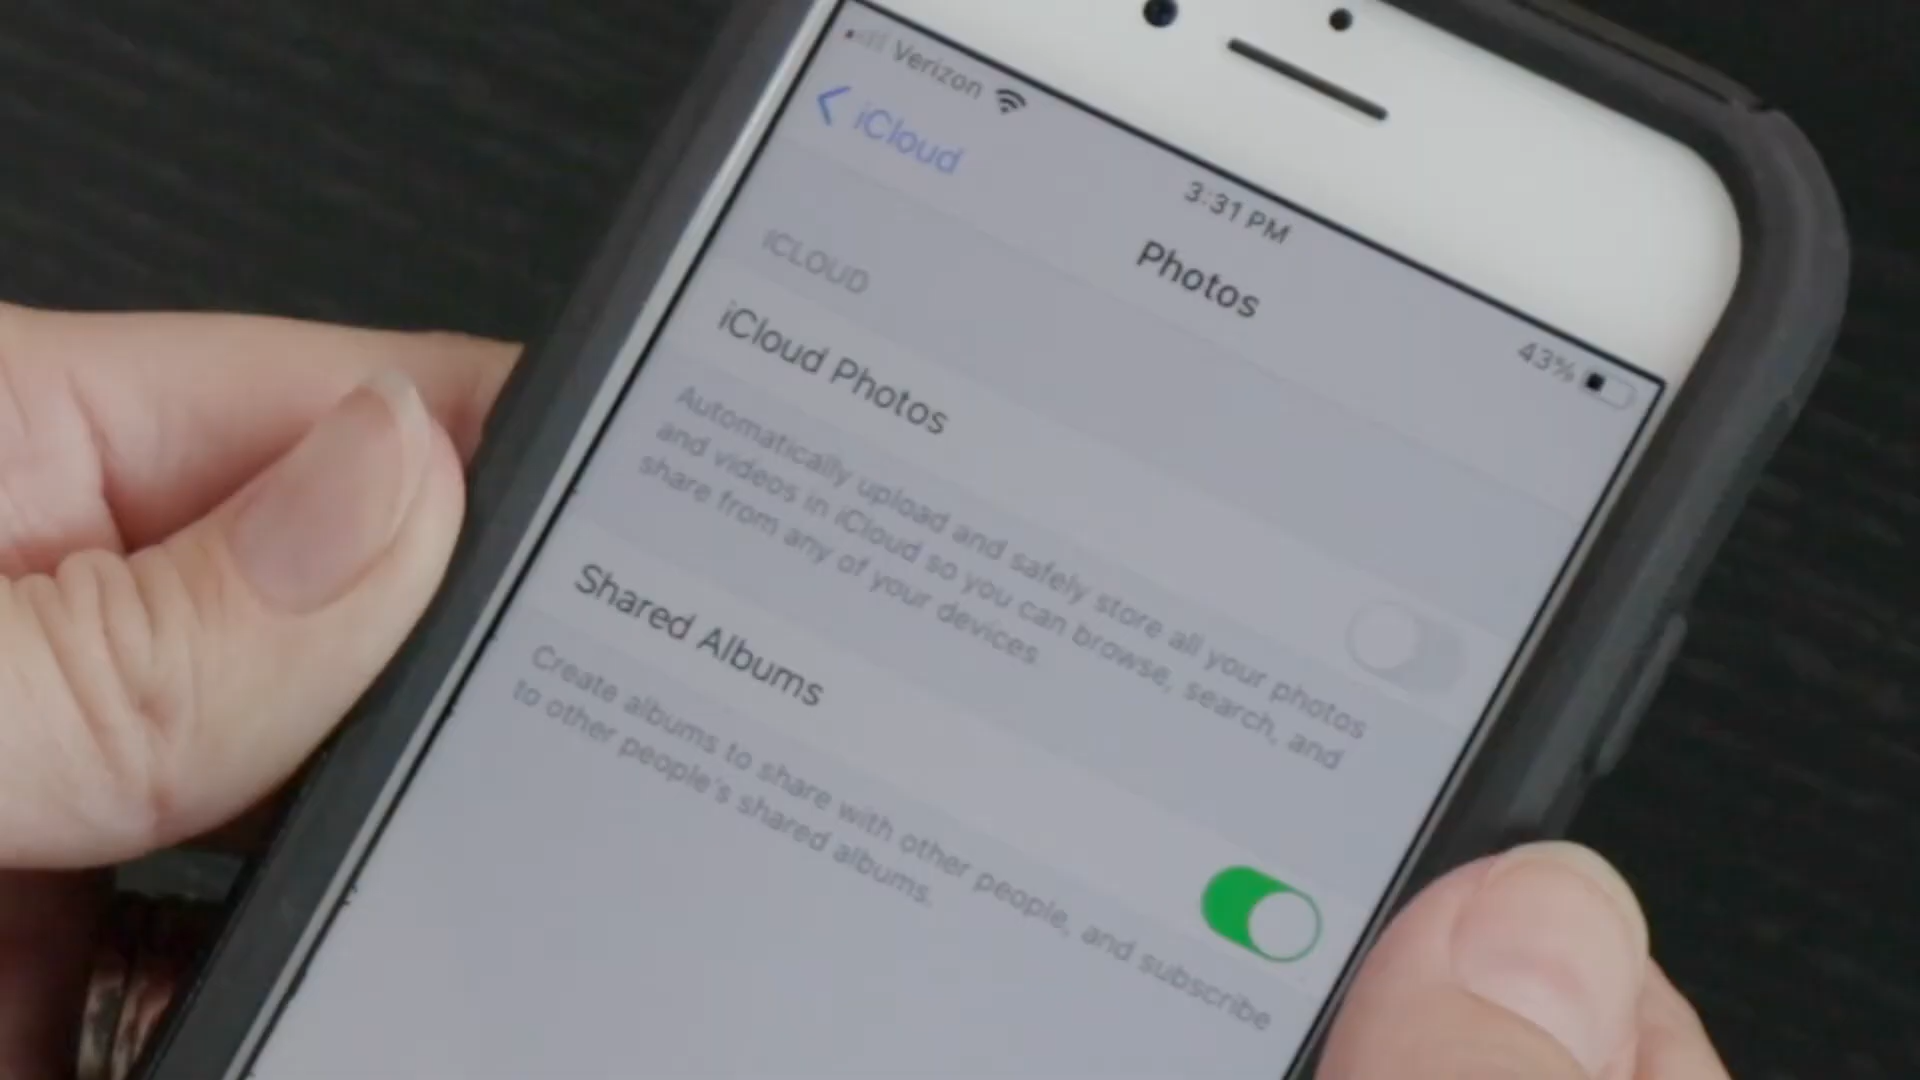 Verizon
3:31 PM
43%
iCloud
Photos
iCLOUD
iCloud Photos
Automatically upload and safely store all your photos
and videos in iCloud so you can browse, search, and
share from any of your devices.
Shared Albums
Create albums to share with other people, and subscribe
to other people's shared albums.